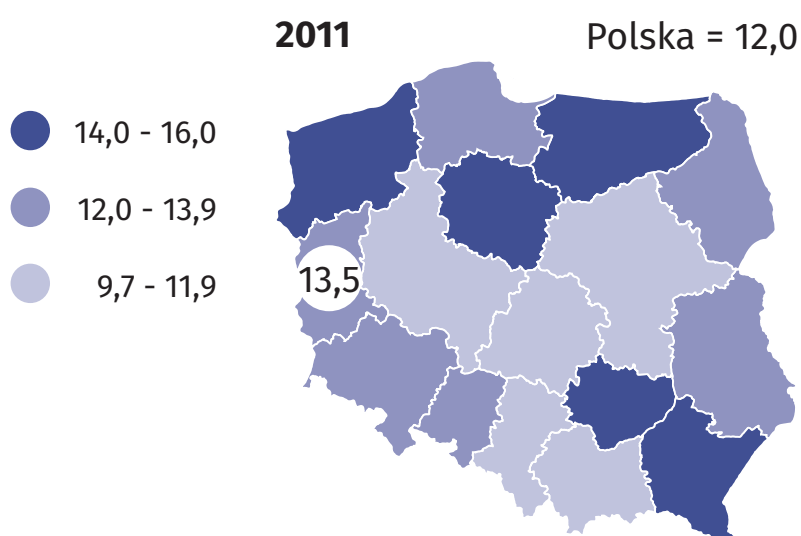 2011
Polska = 12,0
14,0 - 16,0
12,0 - 13,9
9,7 - 11,9
13,5